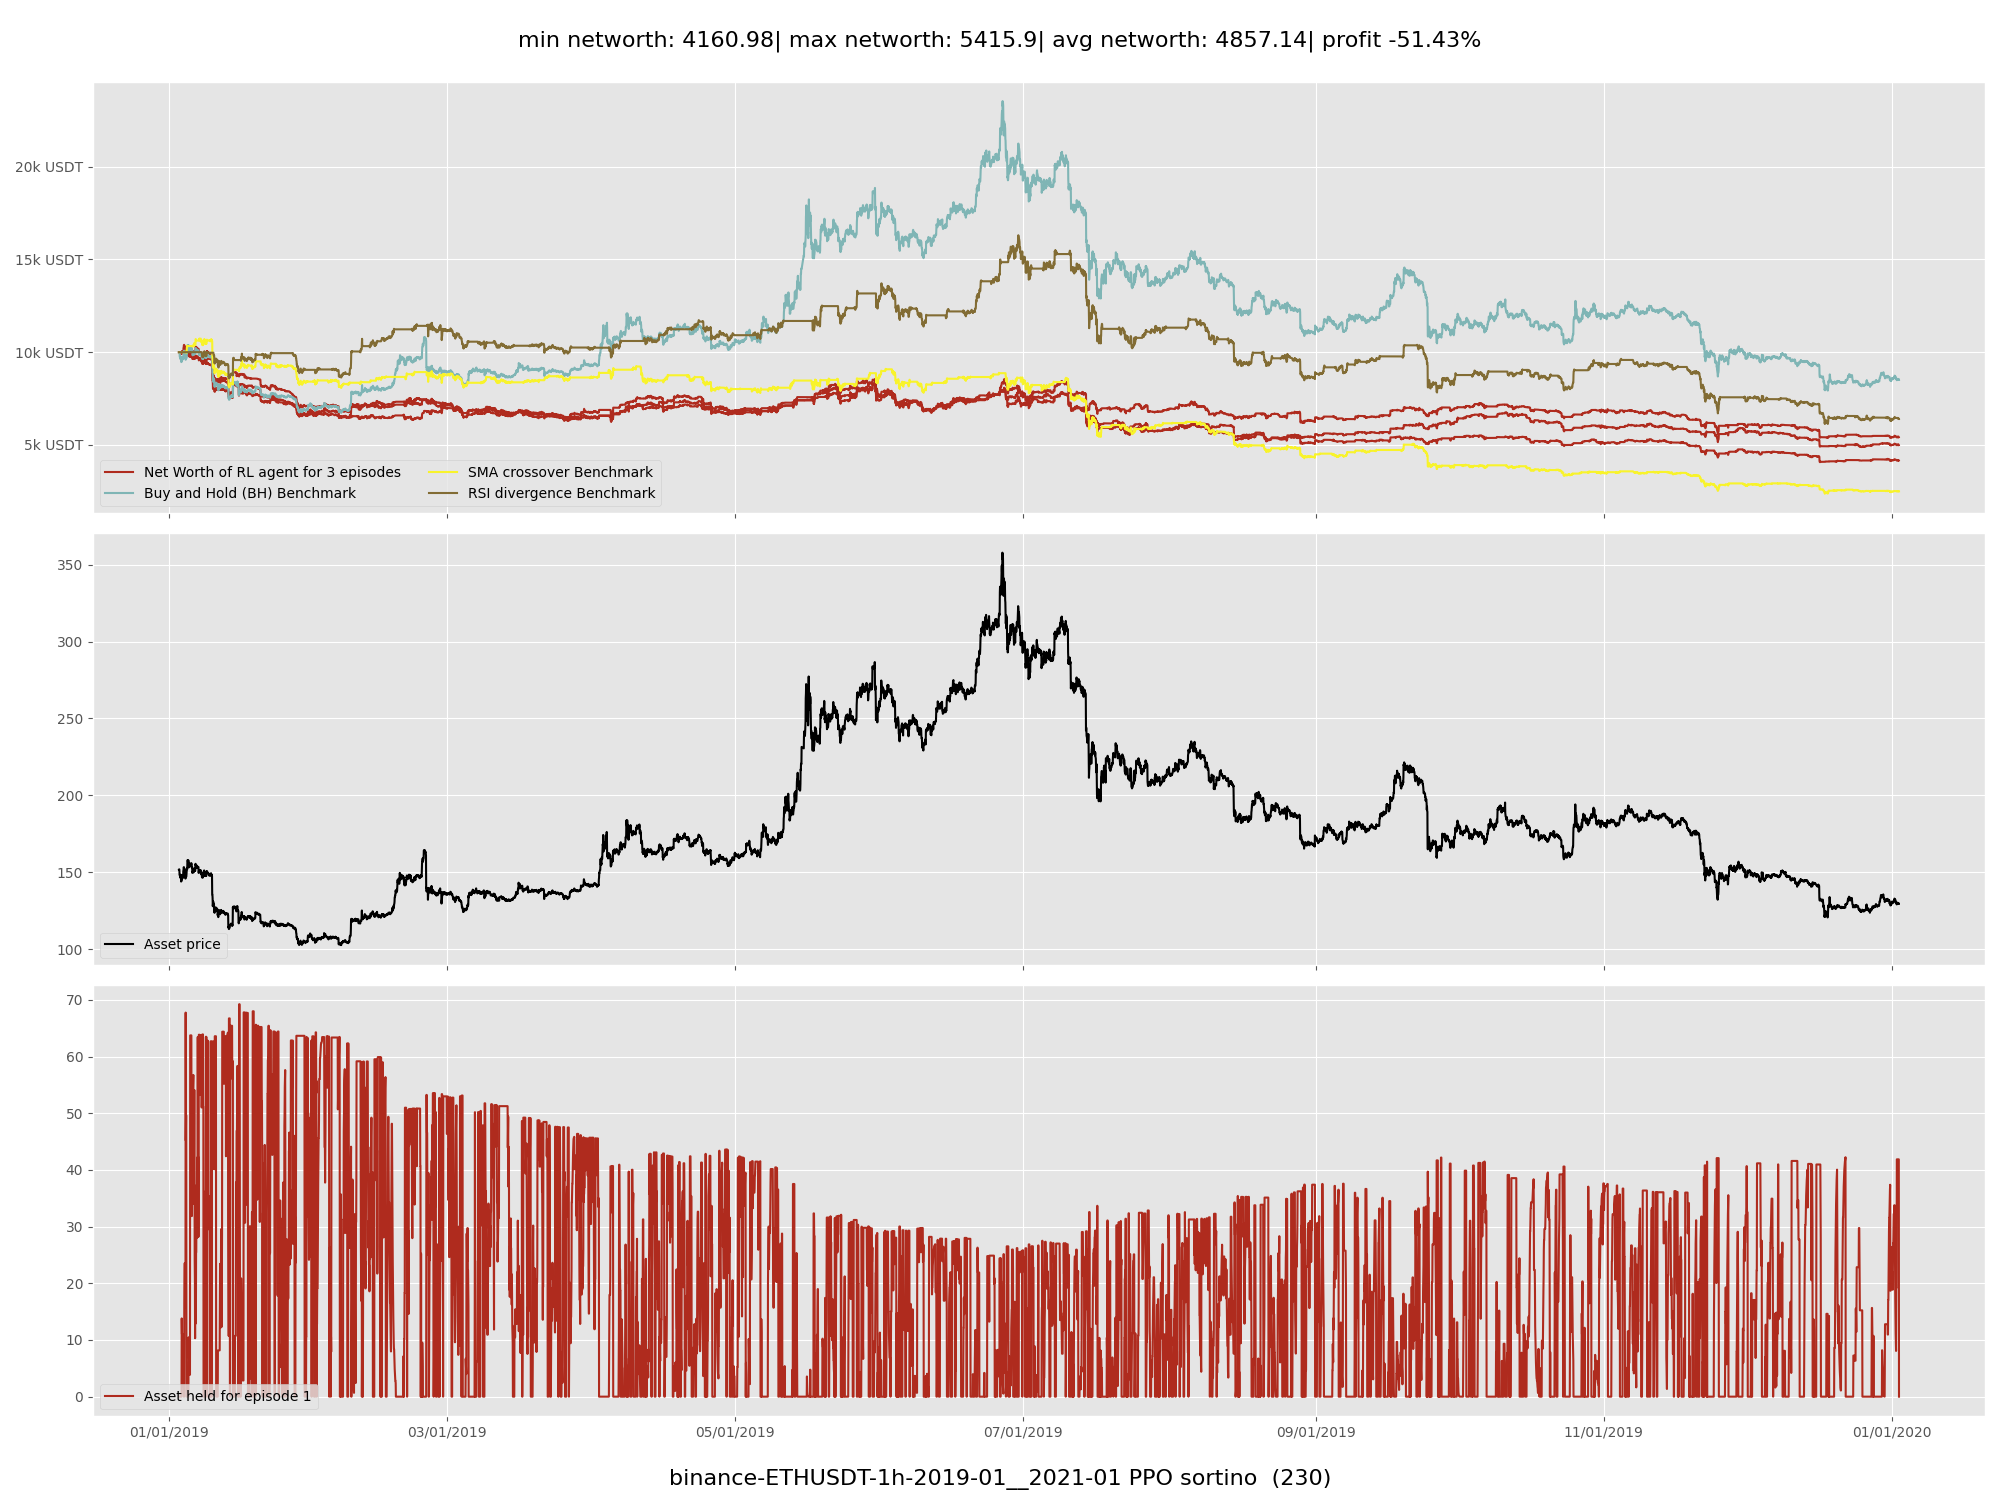 min networth: 4160.98| max networth: 5415.9| avg networth: 4857.14| profit -51.43%
20k USDT
15k USDT
10k USDT
5k USDT
Net Worth of RL agent for 3 episodes
Buy and Hold (BH) Benchmark
SMA crossover Benchmark
RSI divergence Benchmark
350
300
250
200
150
100
Asset price
70
60
50
40
30
20
10
0
Asset held for episode 1
01/01/2019
03/01/2019
05/01/2019
07/01/2019
09/01/2019
11/01/2019
01/01/2020
binance-ETHUSDT-1h-2019-01__2021-01 PPO sortino  (230)